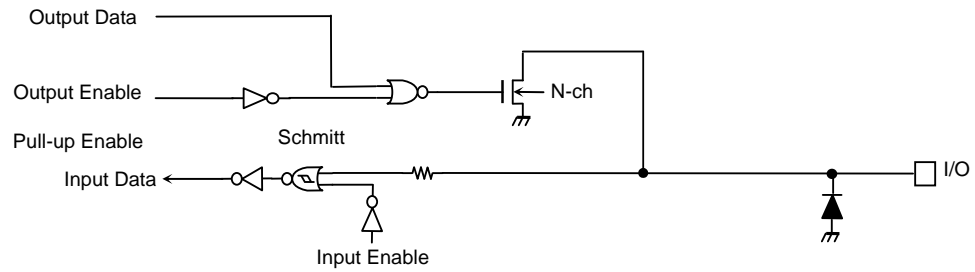 Output Data
Output Enable
N-ch
Pull-up Enable
Schmitt
Input Data
I/O
Input Enable